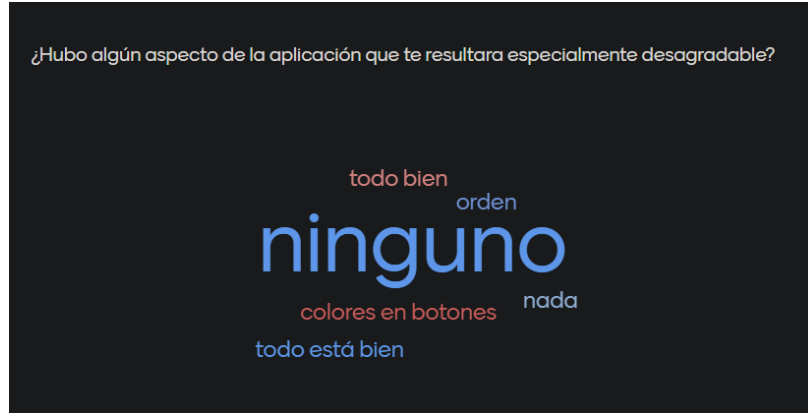 ¿Hubo algún aspecto de la aplicación que te resultara especialmente desagradable?
todo bien
orden
ninguno
nada
colores en botones
todo está bien